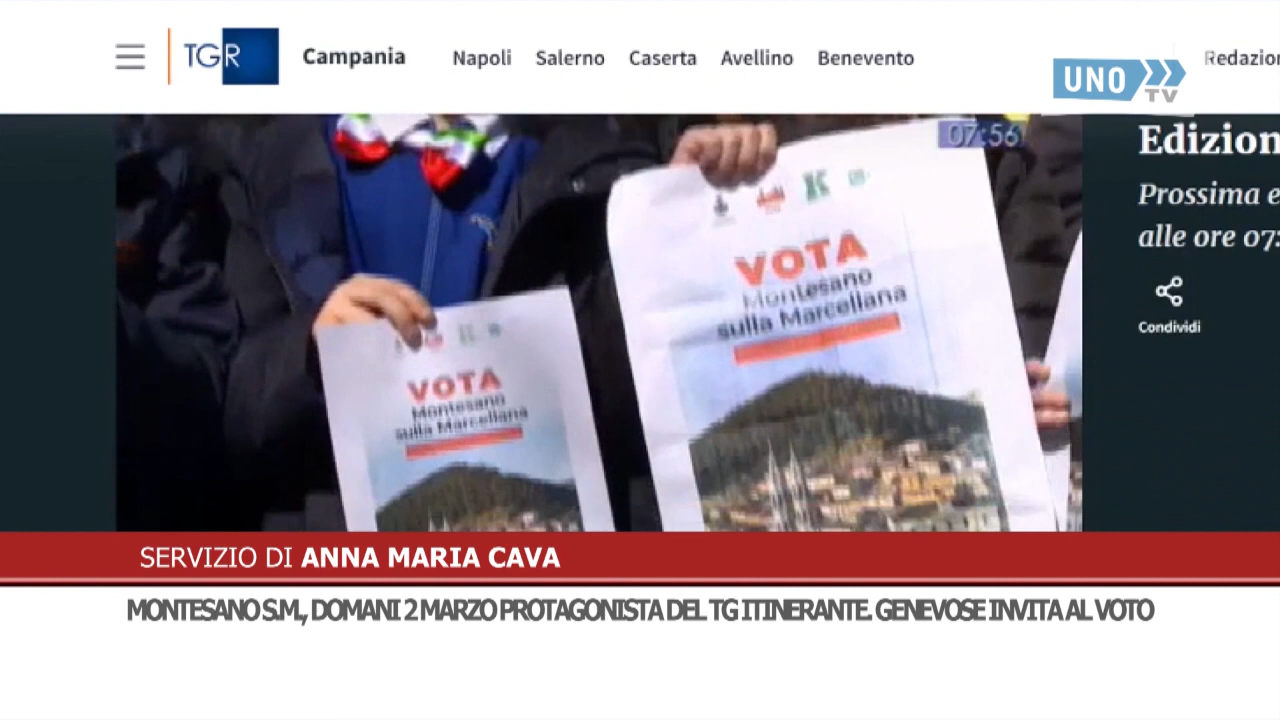 TGR
Campania
Napoli
Salerno
Caserta
Avellino
Benevento
Redazion
UNO
TV
07:56
Edizion
Prossima e
alle ore 07:
Condividi
K
VOTA
Montesano
sulla Marcellana
VOTA
Montesano
sulla Marcellana
SERVIZIO DI ANNA MARIA CAVA
MONTESANO S.M., DOMANI 2 MARZO PROTAGONISTA DEL TG ITINERANTE. GENEVOSE INVITA AL VOTO